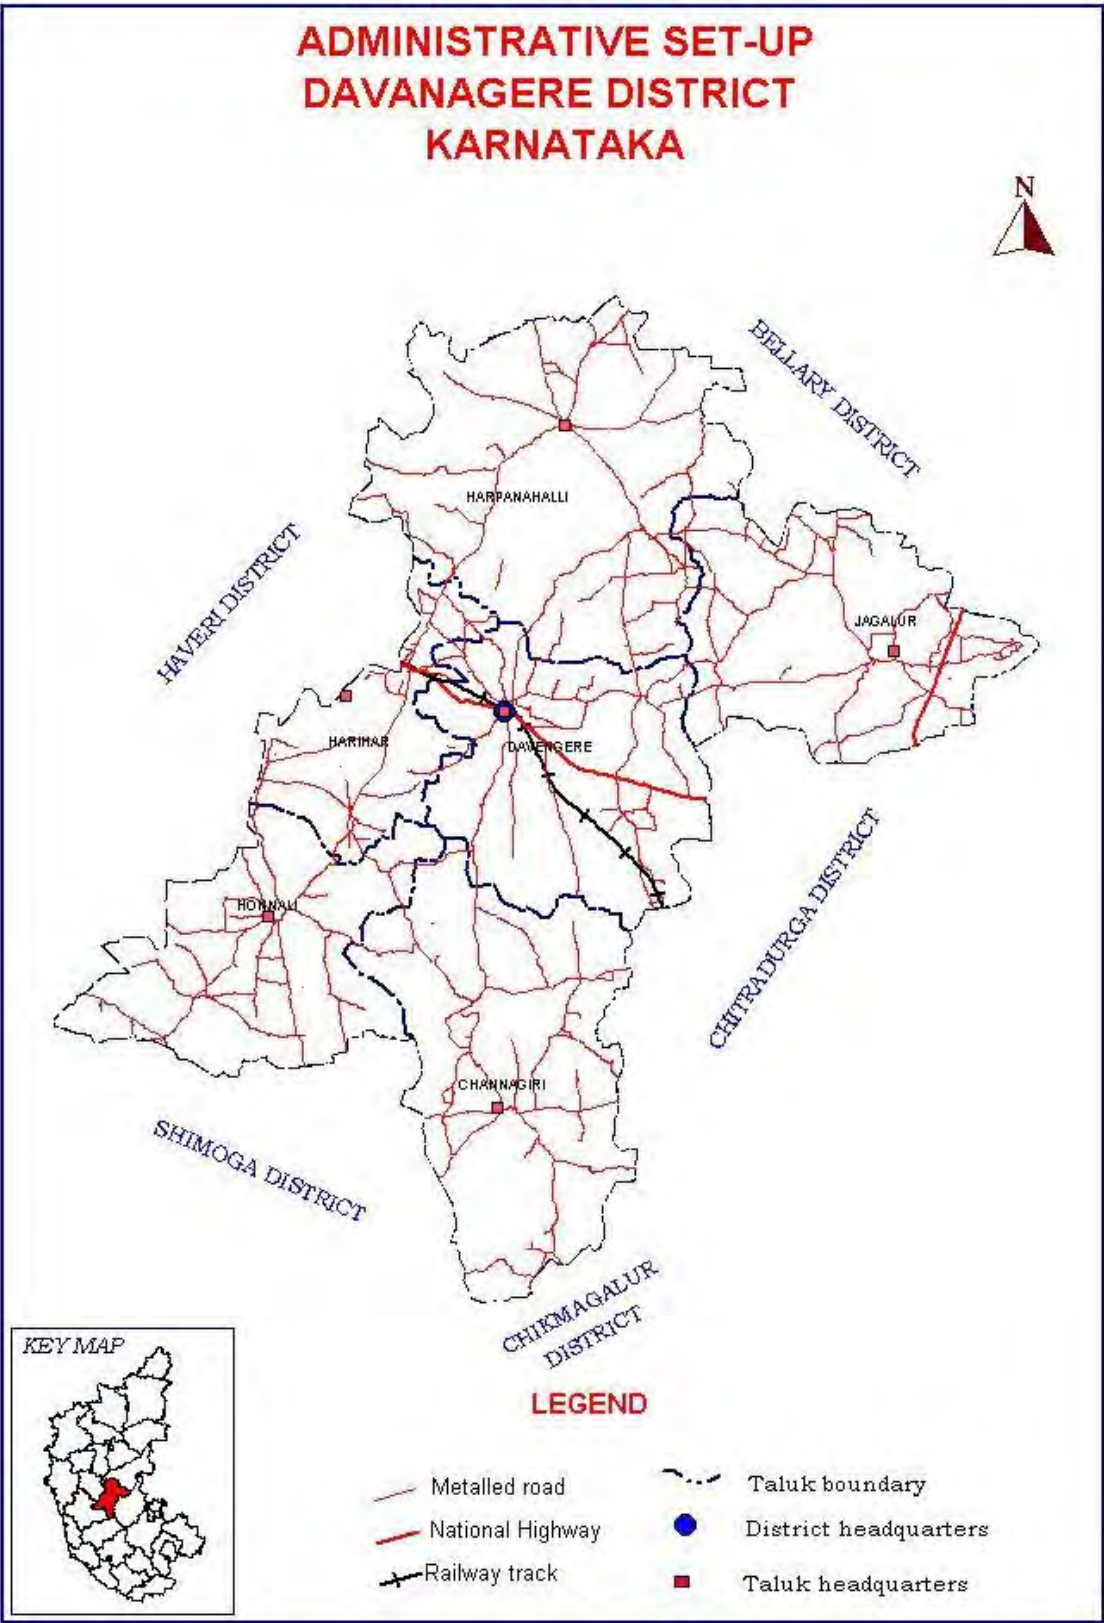 ADMINISTRATIVE SET-UP
DAVANAGERE DISTRICT
KARNATAKA
N
BELLARY DISTRICT
HARPANAHALLI
HAVERI DISTRICT
JAGALUR
HARIHAR
DAVENGERE
CHITRADURGA DISTRICT
HONNALI
CHANNAGIRI
SHIMOGA DISTRICT
CHIKMAGALUR
DISTRICT
KEY MAP
LEGEND
Metalled road
National Highway
Railway track
Taluk boundary
District headquarters
Taluk headquarters